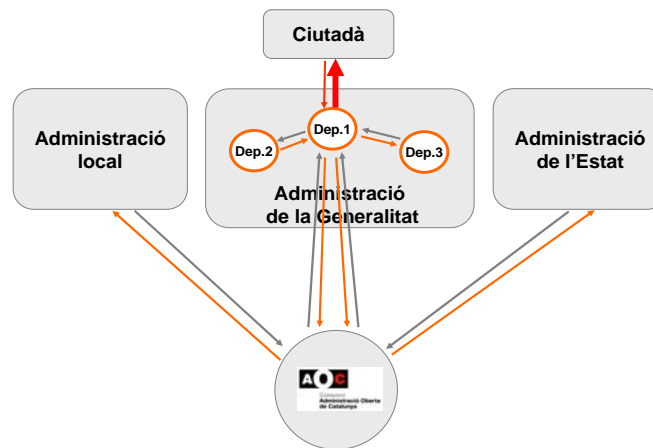 Ciutadà
Administració
local
Dep.1
Dep.2
Dep.3
Administració
de la Generalitat
Administració
de l'Estat
AOC
Consorci
Administració Oberta
de Catalunya